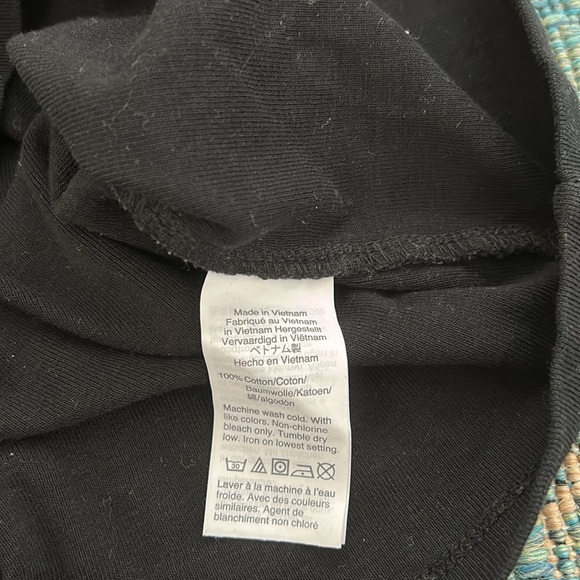 Made in Vietnam
Fabriqué au Vietnam
in Vietnam Hergestellt
Vervaardigd in Viëtnam
ベトナム製
Hecho en Vietnam
100% Cotton/Coton/
Baumwolle/Katoen/
綿/algodón
Machine wash cold. With
like colors. Non-chlorine
bleach only. Tumble dry
low. Iron on lowest setting.
30
Laver à la machine à l'eau
froide. Avec des couleurs
similaires. Agent de
blanchiment non chloré